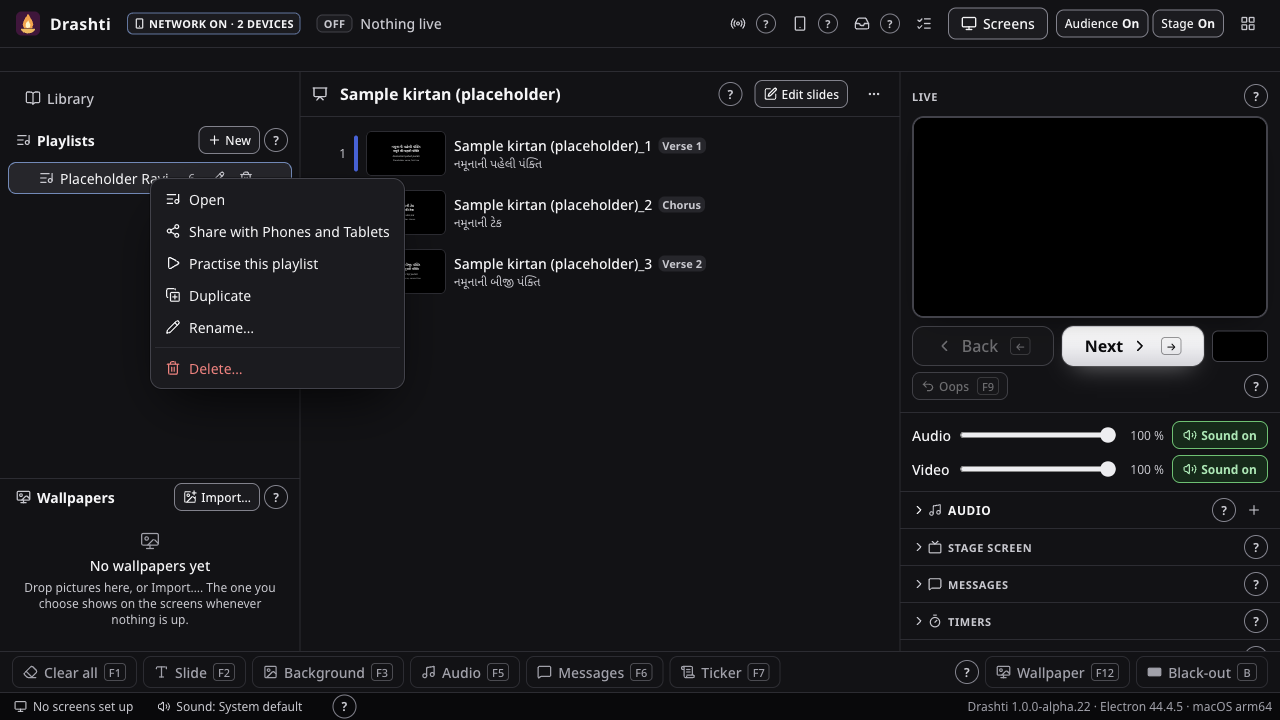 Drashti
NETWORK ON · 2 DEVICES
OFF
Nothing live
?
?
?
Screens
Audience On
Stage On
Library
Playlists
New
?
Placeholder Ravi
Open
Share with Phones and Tablets
Practise this playlist
Duplicate
Rename...
Delete...
Wallpapers
Import...
?
No wallpapers yet
Drop pictures here, or Import.... The one you
choose shows on the screens whenever
nothing is up.
Sample kirtan (placeholder)
?
Edit slides
1
Sample kirtan (placeholder)_1
Verse 1
નમૂનાની પહેલી પંક્તિ
Sample kirtan (placeholder)_2
Chorus
નમૂનાની ટેક
Sample kirtan (placeholder)_3
Verse 2
નમૂનાની બીજી પંક્તિ
LIVE
?
Back
Next
Oops F9
?
Audio
100 %
Sound on
Video
100 %
Sound on
AUDIO
?
STAGE SCREEN
?
MESSAGES
?
TIMERS
?
Clear all F1
Slide F2
Background F3
Audio F5
Messages F6
Ticker F7
?
Wallpaper F12
Black-out B
No screens set up
Sound: System default
?
Drashti 1.0.0-alpha.22 · Electron 44.4.5 · macOS arm64